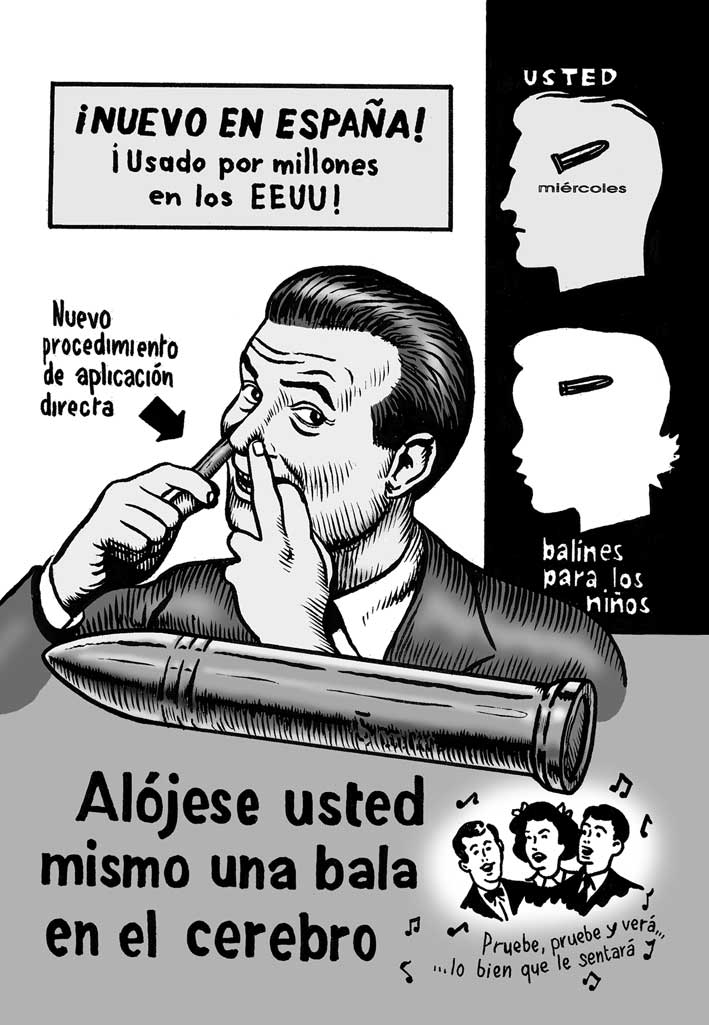 ¡NUEVO EN ESPAÑA!
¡Usado por millones
en los EEUU!
USTED
miércoles
Nuevo
procedimiento
de aplicación
directa
balines
para los
niños
Alójese usted
mismo una bala
en el cerebro
Pruebe, pruebe y verá...
...lo bien que le sentará